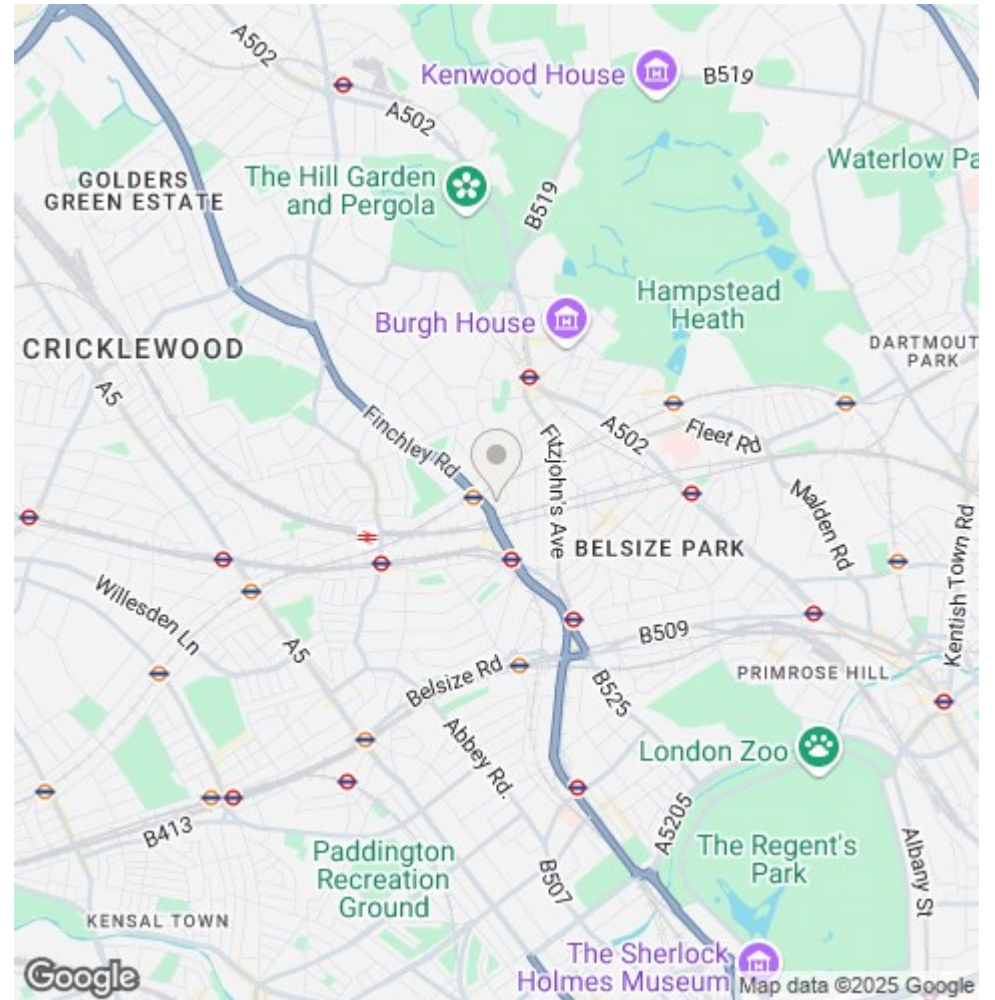 A502
Kenwood House
B519
A502
GOLDERS
GREEN ESTATE
The Hill Garden
and Pergola
B519
Waterlow Pa
Hampstead
Heath
Burgh House
CRICKLEWOOD
DARTMOUT
PARK
A5
Finchley Rd
Fitzjohn's Ave
A502
Fleet Rd
Malden Rd
BELSIZE PARK
Kentish Town Rd
Willesden Ln
A5
B509
Belsize Rd
PRIMROSE HILL
B525
Abbey Rd.
London Zoo
A5205
B413
Paddington
Recreation
Ground
The Regent's
Park
Albany St
B507
KENSAL TOWN
The Sherlock
Holmes Museum
Google
Map data ©2025 Google